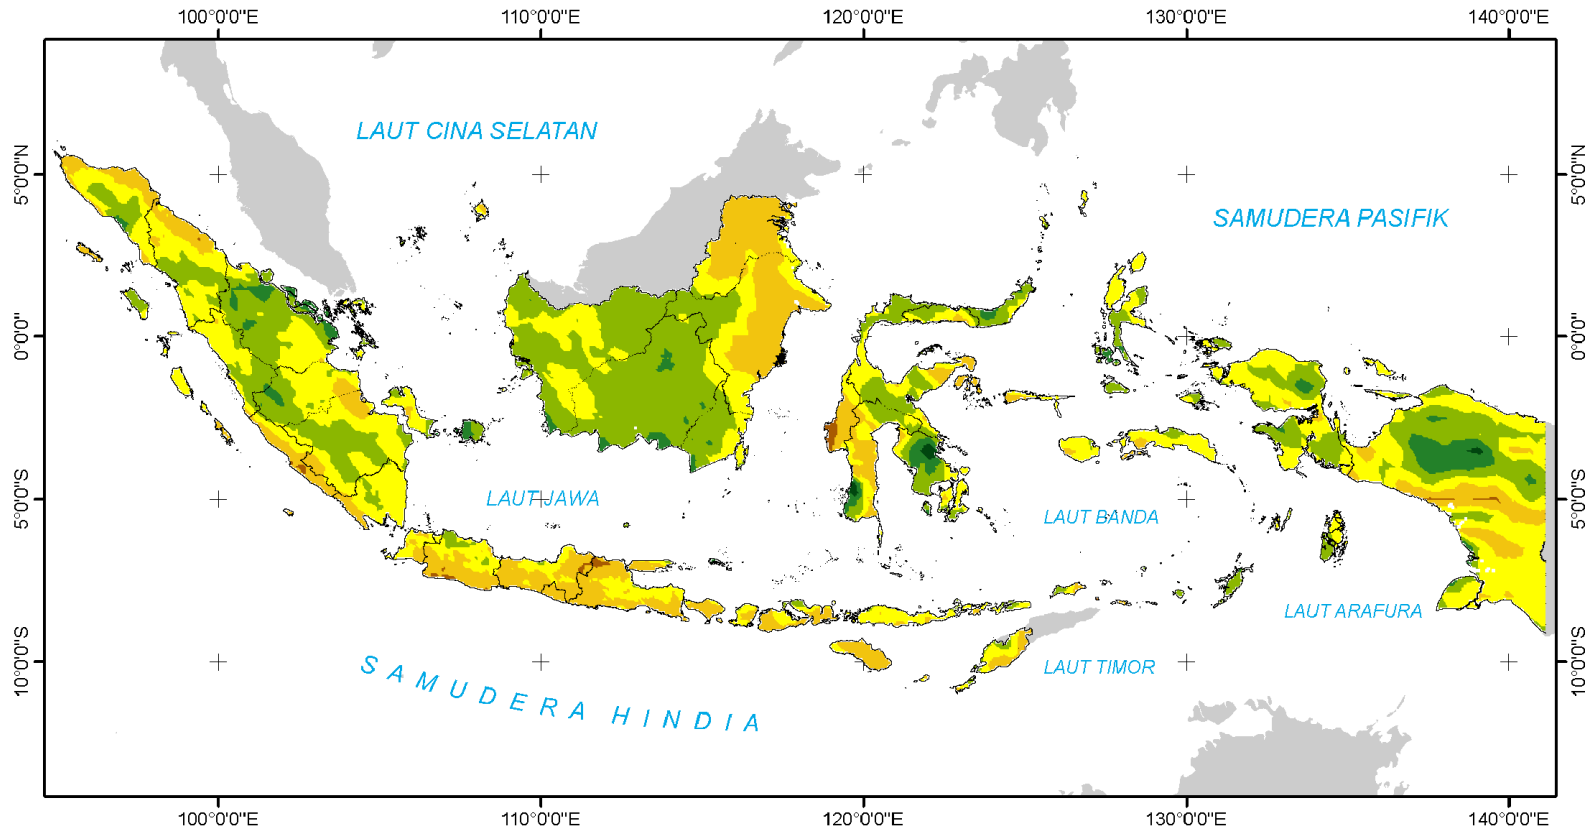 100°0'0"E 110°0'0"E 120°0'0"E 130°0'0"E 140°0'0"E
LAUT CINA SELATAN
5°0'0"N 5°0'0"N
SAMUDERA PASIFIK
0°0'0" 0°0'0"
5°0'0"S LAUT JAWA LAUT BANDA 5°0'0"S
LAUT ARAFURA
10°0'0"S LAUT TIMOR 10°0'0"S
SAMUDERA HINDIA
100°0'0"E 110°0'0"E 120°0'0"E 130°0'0"E 140°0'0"E